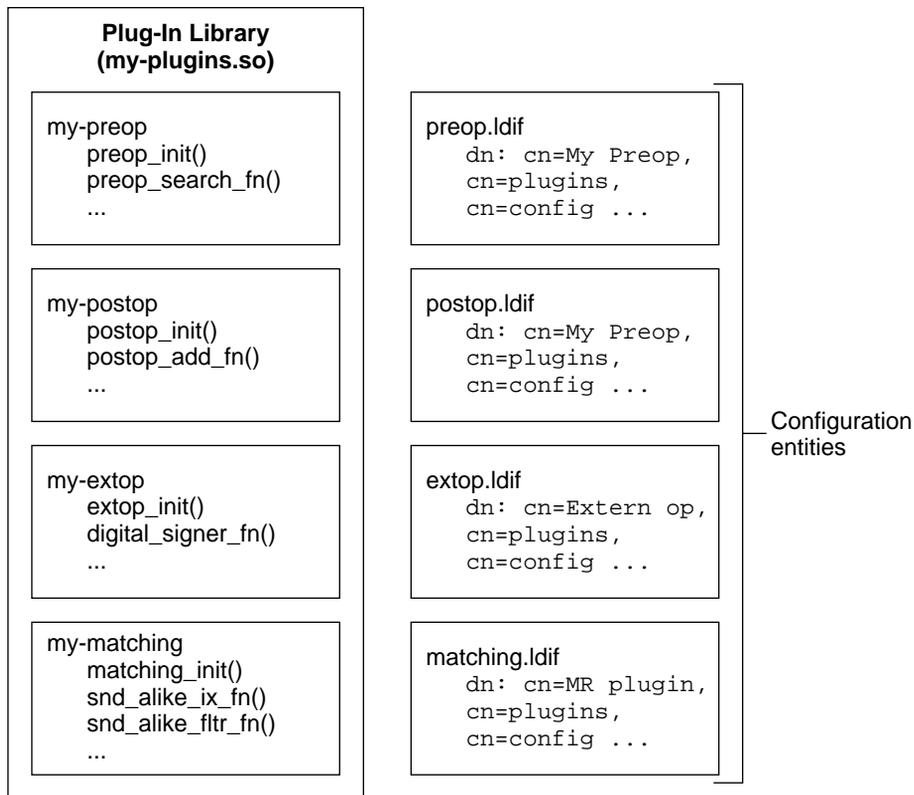 Plug-In Library
(my-plugins.so)
my-preop
preop_init()
preop_search_fn()
...
preop.ldif
dn: cn=My Preop,
cn=plugins,
cn=config ...
my-postop
postop_init()
postop_add_fn()
...
postop.ldif
dn: cn=My Preop,
cn=plugins,
cn=config ...
my-extop
extop_init()
digital_signer_fn()
...
extop.ldif
dn: cn=Extern op,
cn=plugins,
cn=config ...
my-matching
matching_init()
snd_alike_ix_fn()
snd_alike_fltr_fn()
...
matching.ldif
dn: cn=MR plugin,
cn=plugins,
cn=config ...
Configuration
entities